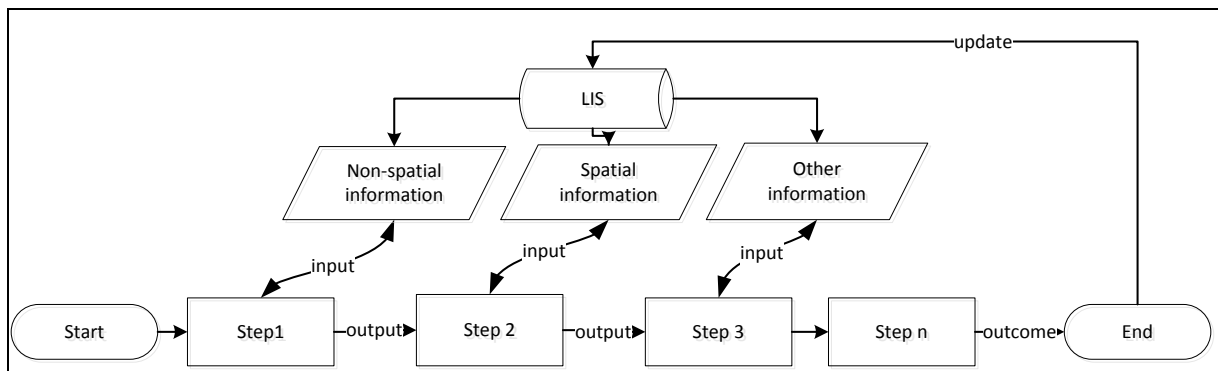 update
LIS
Non-spatial
information
Spatial
information
Other
information
input
input
input
Start
Step1
output
Step 2
output
Step 3
Step n
outcome
End